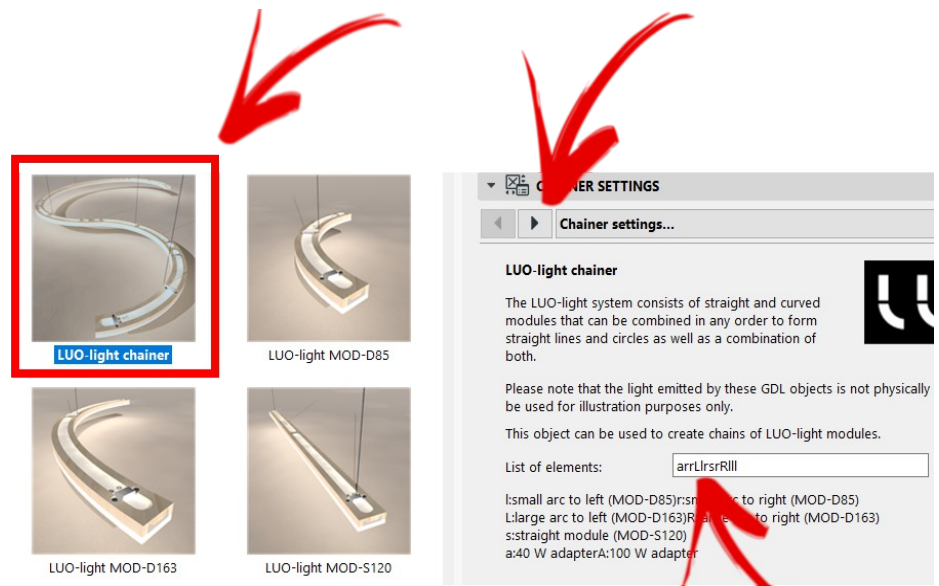 LUO-light chainer
LUO-light MOD-D85
LUO-light MOD-D163
LUO-light MOD-S120
ER SETTINGS
Chainer settings...
LUO-light chainer
The LUO-light system consists of straight and curved
modules that can be combined in any order to form
straight lines and circles as well as a combination of
both.
Please note that the light emitted by these GDL objects is not physically
be used for illustration purposes only.
This object can be used to create chains of LUO-light modules.
List of elements:
arrLlrsrRlll
l:small arc to left (MOD-D85)r: to right (MOD-D85)
L:large arc to left (MOD-D163) to right (MOD-D163)
s:straight module (MOD-S120)
a:40 W adapterA:100 W adapter